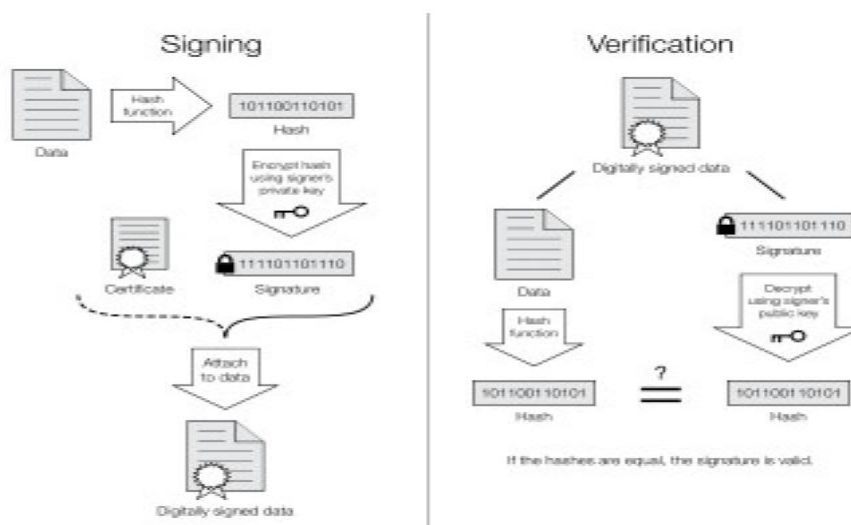 Signing
Data
Hash
function
101100110101
Hash
Encrypt hash
using signer's
private key
Certificate
111101101110
Signature
Attach
to data
Digitally signed data
Verification
Digitally signed data
Data
Hash
function
101100110101
Hash
111101101110
Signature
Decrypt
using signer's
public key
101100110101
Hash
?
=
If the hashes are equal, the signature is valid.